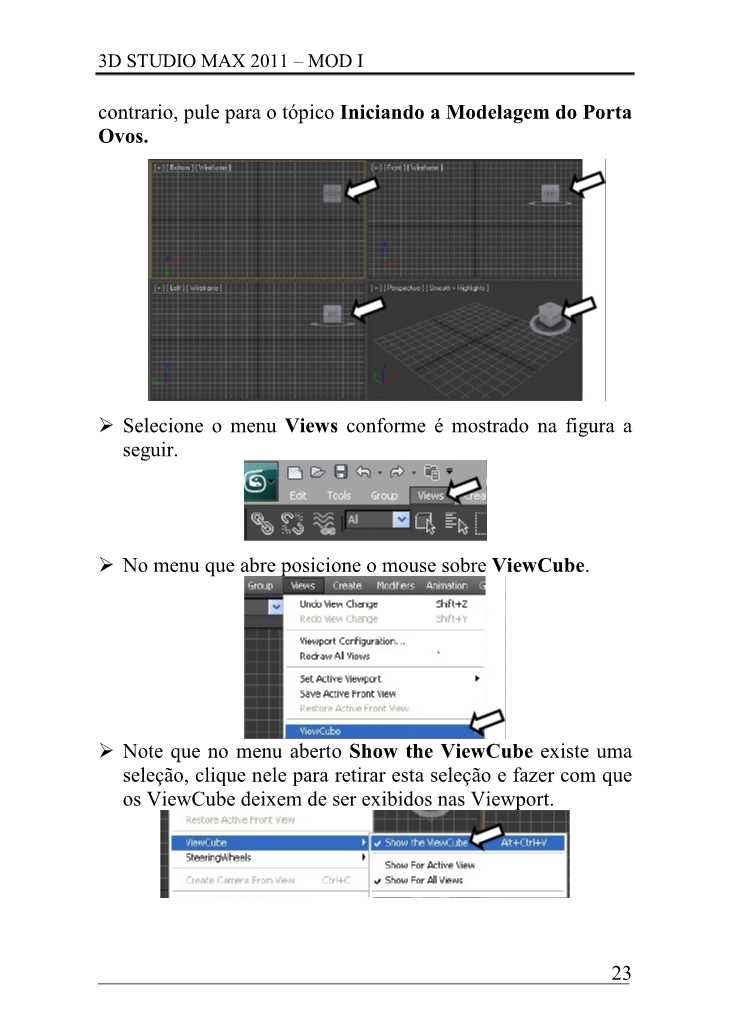 3D STUDIO MAX 2011 – MOD I
contrario, pule para o tópico Iniciando a Modelagem do Porta
Ovos.
[ + ] [ Bottom ] [ Wireframe ]
[ + ] [ Front ] [ Wireframe ]
[ + ] [ Left ] [ Wireframe ]
[ + ] [ Perspective ] [ Smooth + Highlights ]
➢ Selecione o menu Views conforme é mostrado na figura a
seguir.
Edit Tools Group Views Crea
All
➢ No menu que abre posicione o mouse sobre ViewCube.
Group Views Create Modifiers Animation G
Undo View Change Shift+Z
Redo View Change Shift+Y
Viewport Configuration...
Redraw All Views
Set Active Viewport
Save Active Front View
Restore Active Front View
ViewCube
➢ Note que no menu aberto Show the ViewCube existe uma
seleção, clique nele para retirar esta seleção e fazer com que
os ViewCube deixem de ser exibidos nas Viewport.
Restore Active Front View
ViewCube
✓ Show the ViewCube Alt+Ctrl+V
SteeringWheels
Show For Active View
Create Camera From View Ctrl+C
✓ Show For All Views
23